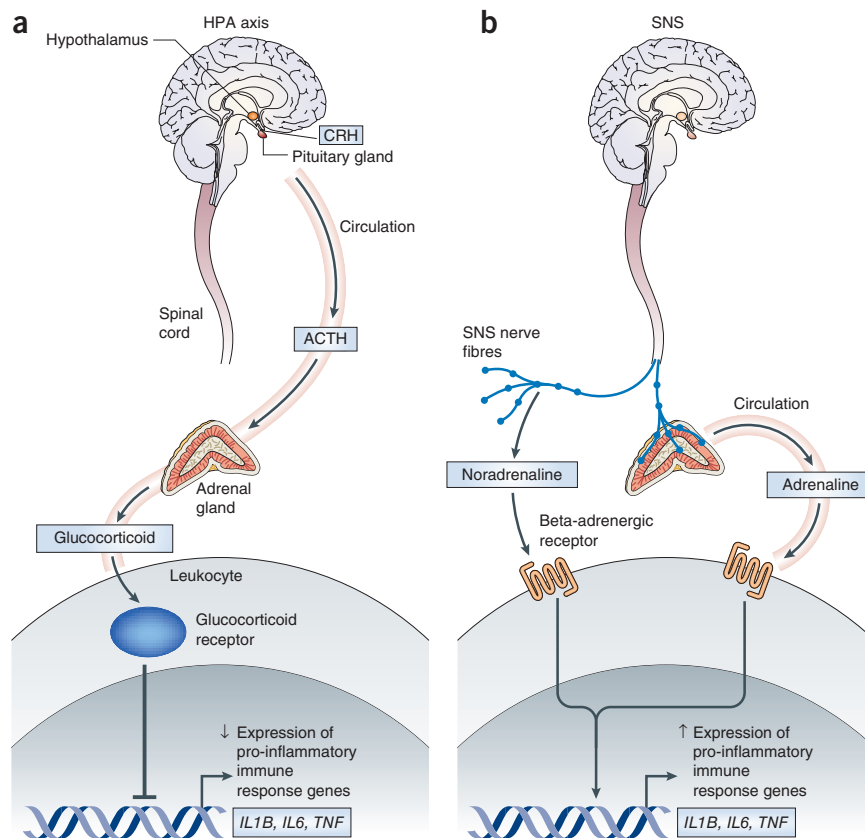 a
HPA axis
Hypothalamus
CRH
Pituitary gland
Circulation
Spinal
cord
ACTH
Adrenal
gland
Glucocorticoid
Leukocyte
Glucocorticoid
receptor
↓ Expression of
pro-inflammatory
immune
response genes
IL1B, IL6, TNF
b
SNS
SNS nerve
fibres
Circulation
Noradrenaline
Adrenaline
Beta-adrenergic
receptor
↑ Expression of
pro-inflammatory
immune
response genes
IL1B, IL6, TNF